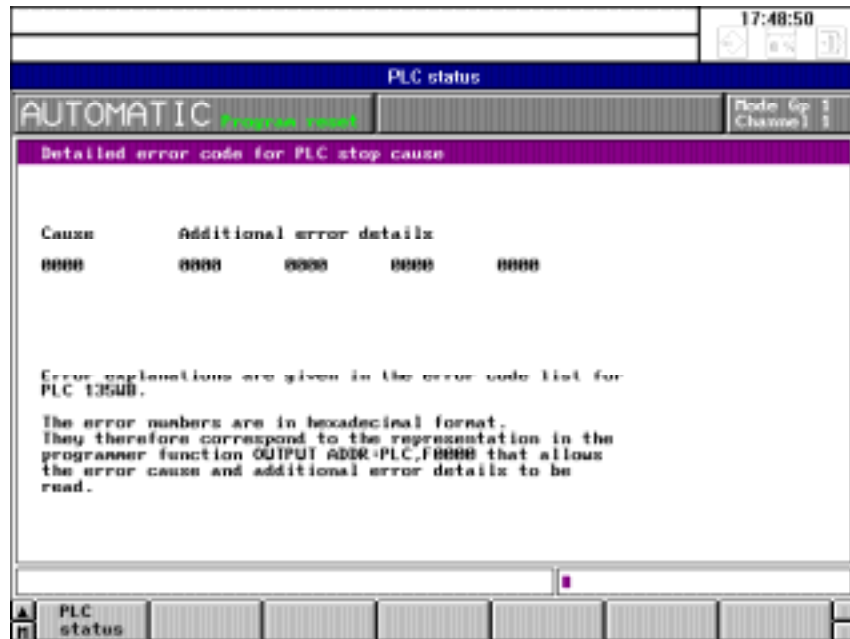 17:48:50
PLC status
AUTOMATIC Program reset
Mode Gp 1
Channel 1
Detailed error code for PLC stop cause
Cause Additional error details
0000 0000 0000 0000 0000
Error explanations are given in the error code list for
PLC 135WB.
The error numbers are in hexadecimal format.
They therefore correspond to the representation in the
programmer function OUTPUT ADDR=PLC,F0000 that allows
the error cause and additional error details to be
read.
PLC
status